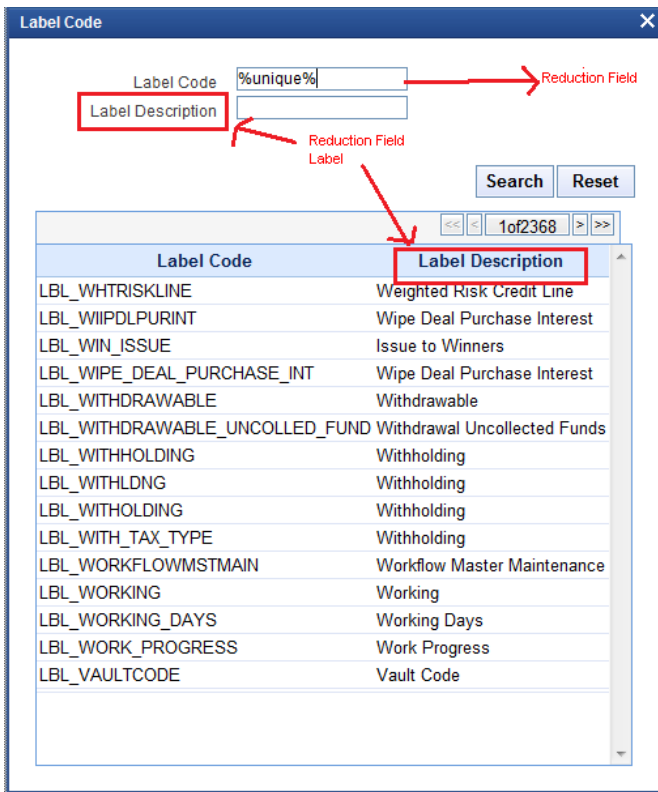 Label Code
Label Code %unique% Reduction Field
Label Description
Reduction Field
Label
Search Reset
<< < 1of2368 > >>
Label Code Label Description
LBL_WHTRISKLINE Weighted Risk Credit Line
LBL_WIIPDLPURINT Wipe Deal Purchase Interest
LBL_WIN_ISSUE Issue to Winners
LBL_WIPE_DEAL_PURCHASE_INT Wipe Deal Purchase Interest
LBL_WITHDRAWABLE Withdrawable
LBL_WITHDRAWABLE_UNCOLLED_FUND Withdrawal Uncollected Funds
LBL_WITHHOLDING Withholding
LBL_WITHLDNG Withholding
LBL_WITHOLDING Withholding
LBL_WITH_TAX_TYPE Withholding
LBL_WORKFLOWMSTMAIN Workflow Master Maintenance
LBL_WORKING Working
LBL_WORKING_DAYS Working Days
LBL_WORK_PROGRESS Work Progress
LBL_VAULTCODE Vault Code